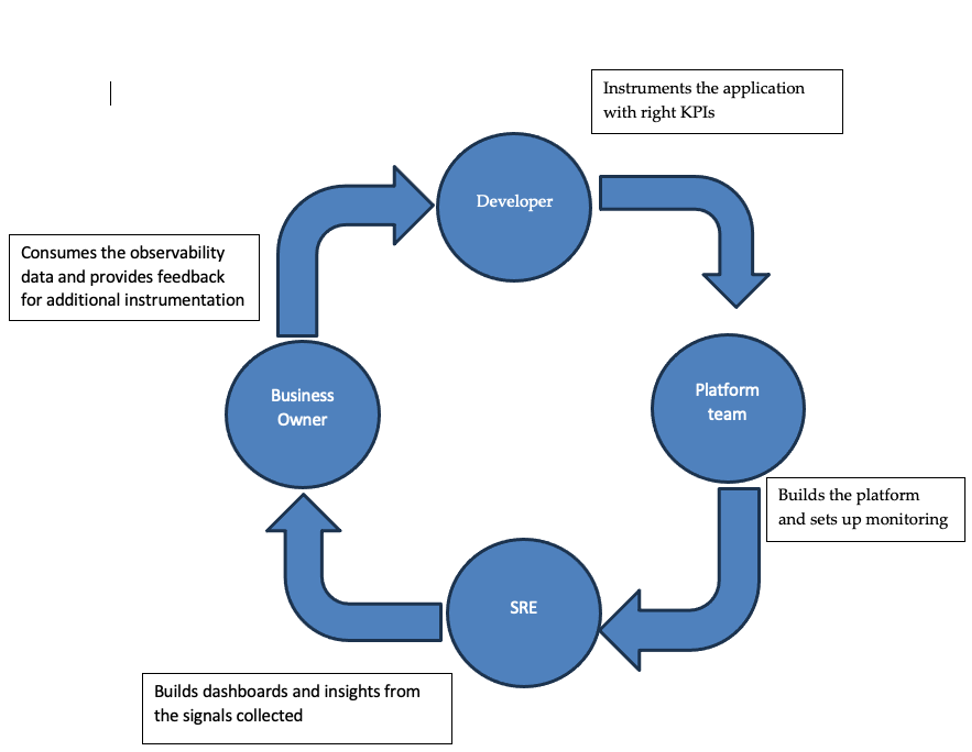 Instruments the application
with right KPIs
Developer
Consumes the observability
data and provides feedback
for additional instrumentation
Business
Owner
Platform
team
Builds the platform
and sets up monitoring
SRE
Builds dashboards and insights from
the signals collected